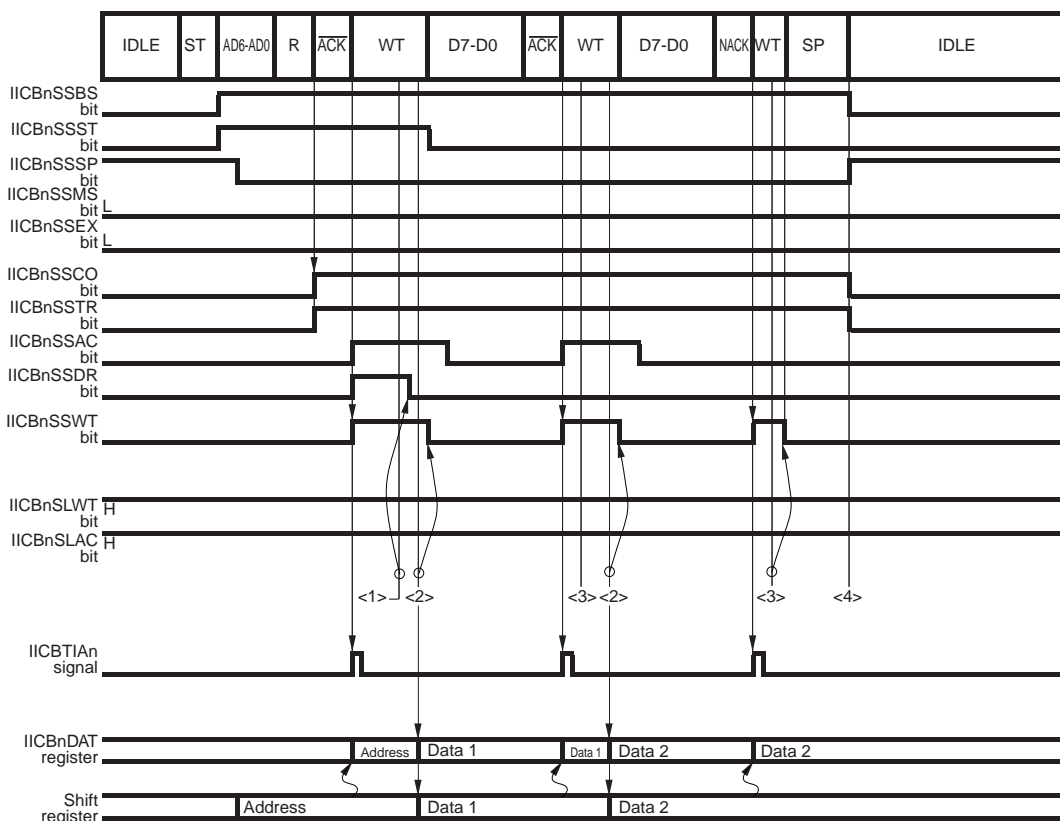 IDLE ST AD6-AD0 R ACK WT D7-D0 ACK WT D7-D0 NACK WT SP IDLE
IICBnSSBS
bit
IICBnSSST
bit
IICBnSSSP
bit
IICBnSSMS
bit L
IICBnSSEX
bit L
IICBnSSCO
bit
IICBnSSTR
bit
IICBnSSAC
bit
IICBnSSDR
bit
IICBnSSWT
bit
IICBnSLWT H
bit
IICBnSLAC H
bit
<1> <2> <3> <2> <3> <4>
IICBTIAn
signal
IICBnDAT
register
Address Data 1 Data 1 Data 2 Data 2
Shift
register
Address Data 1 Data 2